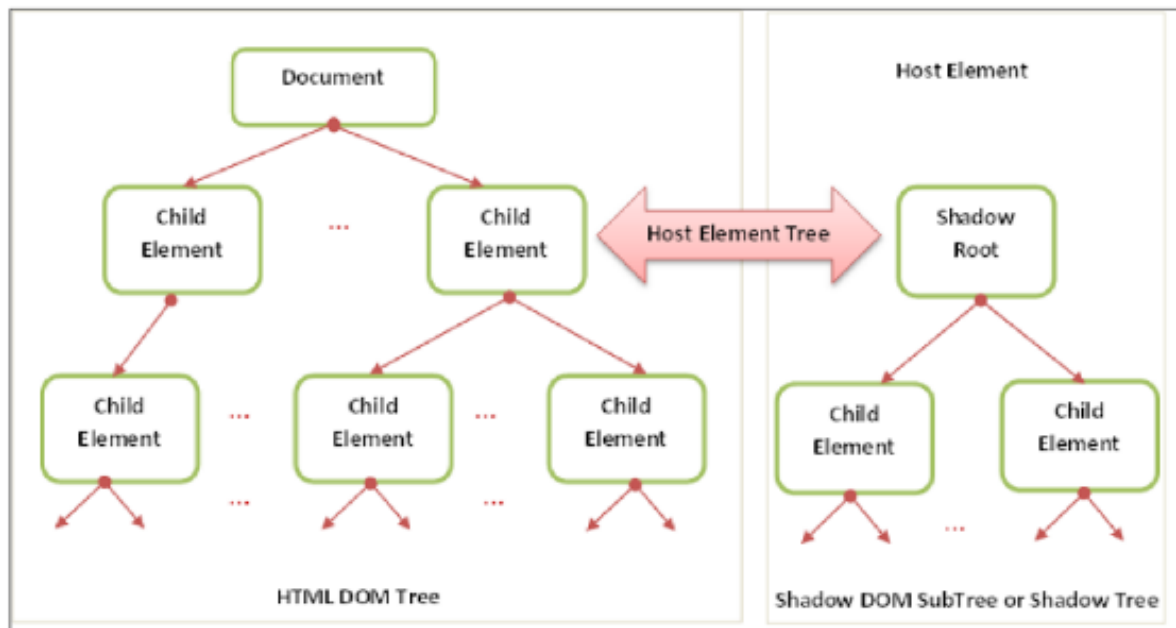 Document
Host Element
Child
Element
...
Child
Element
Host Element Tree
Shadow
Root
Child
Element
...
Child
Element
...
Child
Element
Child
Element
Child
Element
...
...
...
HTML DOM Tree
Shadow DOM SubTree or Shadow Tree